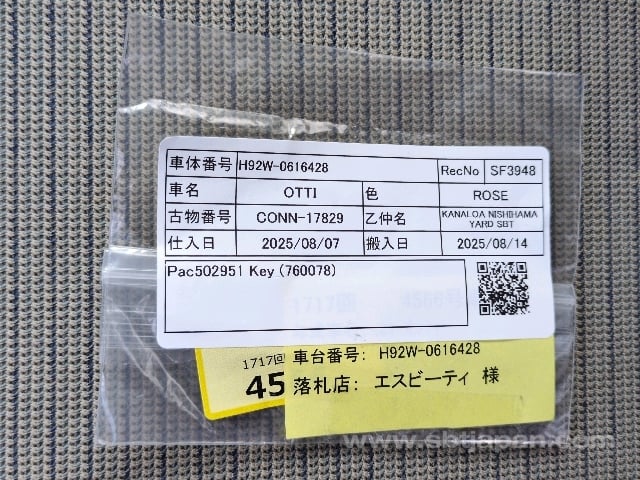 車体番号 H92W-0616428 RecNo SF3948
車名 OTTI 色 ROSE
古物番号 CONN-17829 乙仲名 KANALOA NISHIHAMA YARD SBT
仕入日 2025/08/07 搬入日 2025/08/14
Pac502951 Key(760078)
1717回 4566号
1717回
45
車台番号: H92W-0616428
落札店: エスビーティ 様
www.sbtjapan.com